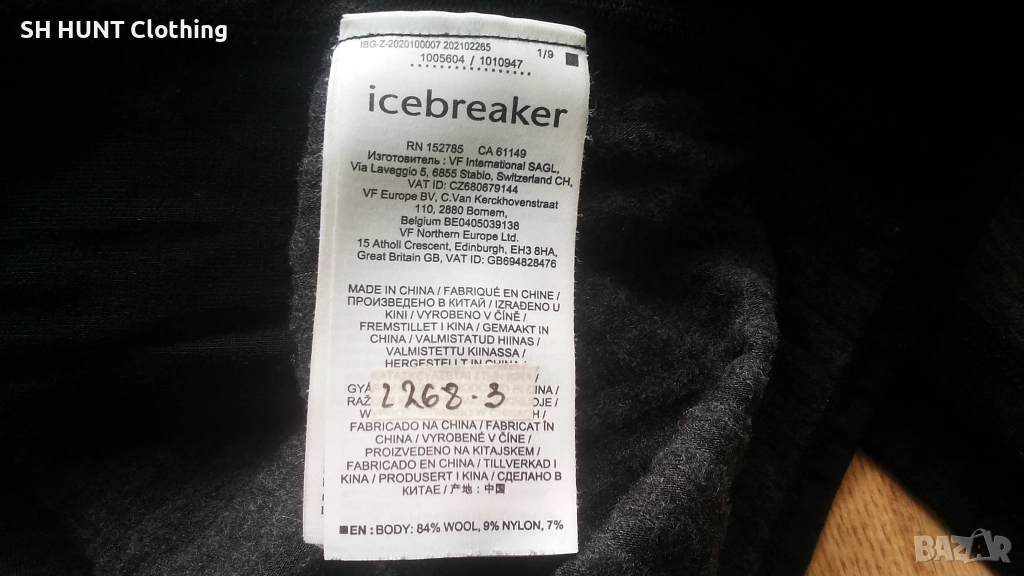 SH HUNT Clothing
IBG-Z-2020100007 202102265
1/9
1005604 / 1010947
icebreaker
RN 152785 CA 61149
Изготовитель : VF International SAGL,
Via Laveggio 5, 6855 Stabio, Switzerland CH,
VAT ID: CZ680679144
VF Europe BV, C.Van Kerckhovenstraat
110, 2880 Bornem,
Belgium BE0405039138
VF Northern Europe Ltd.
15 Atholl Crescent, Edinburgh, EH3 8HA,
Great Britain GB, VAT ID: GB694828476
MADE IN CHINA / FABRIQUÉ EN CHINE /
ПРОИЗВЕДЕНО В КИТАЙ / IZRAĐENO U
KINI / VYROBENO V ČÍNĚ /
FREMSTILLET I KINA / GEMAAKT IN
CHINA / VALMISTATUD HIINAS /
VALMISTETTU KIINASSA /
HERGESTELLT IN CHINA /
2268-3
FABRICADO NA CHINA / FABRICAT ÎN
CHINA / VYROBENÉ V ČÍNE /
PROIZVEDENO NA KITAJSKEM /
FABRICADO EN CHINA / TILLVERKAD I
KINA / PRODUSERT I KINA / СДЕЛАНО В
КИТАЕ / 产地 : 中国
EN : BODY: 84% WOOL, 9% NYLON, 7%
BAZAR